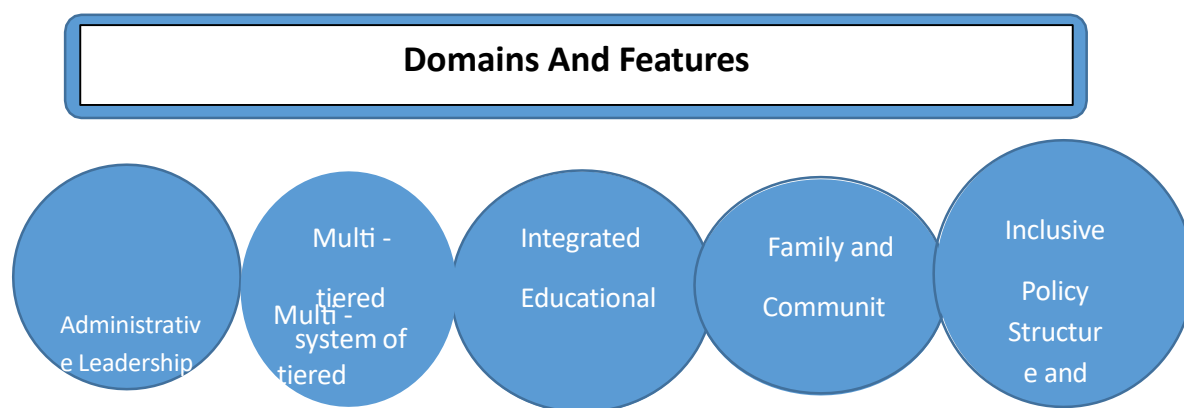 Domains And Features
Administrativ
e Leadership
Multi -
tiered
system of
Multi -
tiered
Integrated
Educational
Family and
Communit
Inclusive
Policy
Structur
e and